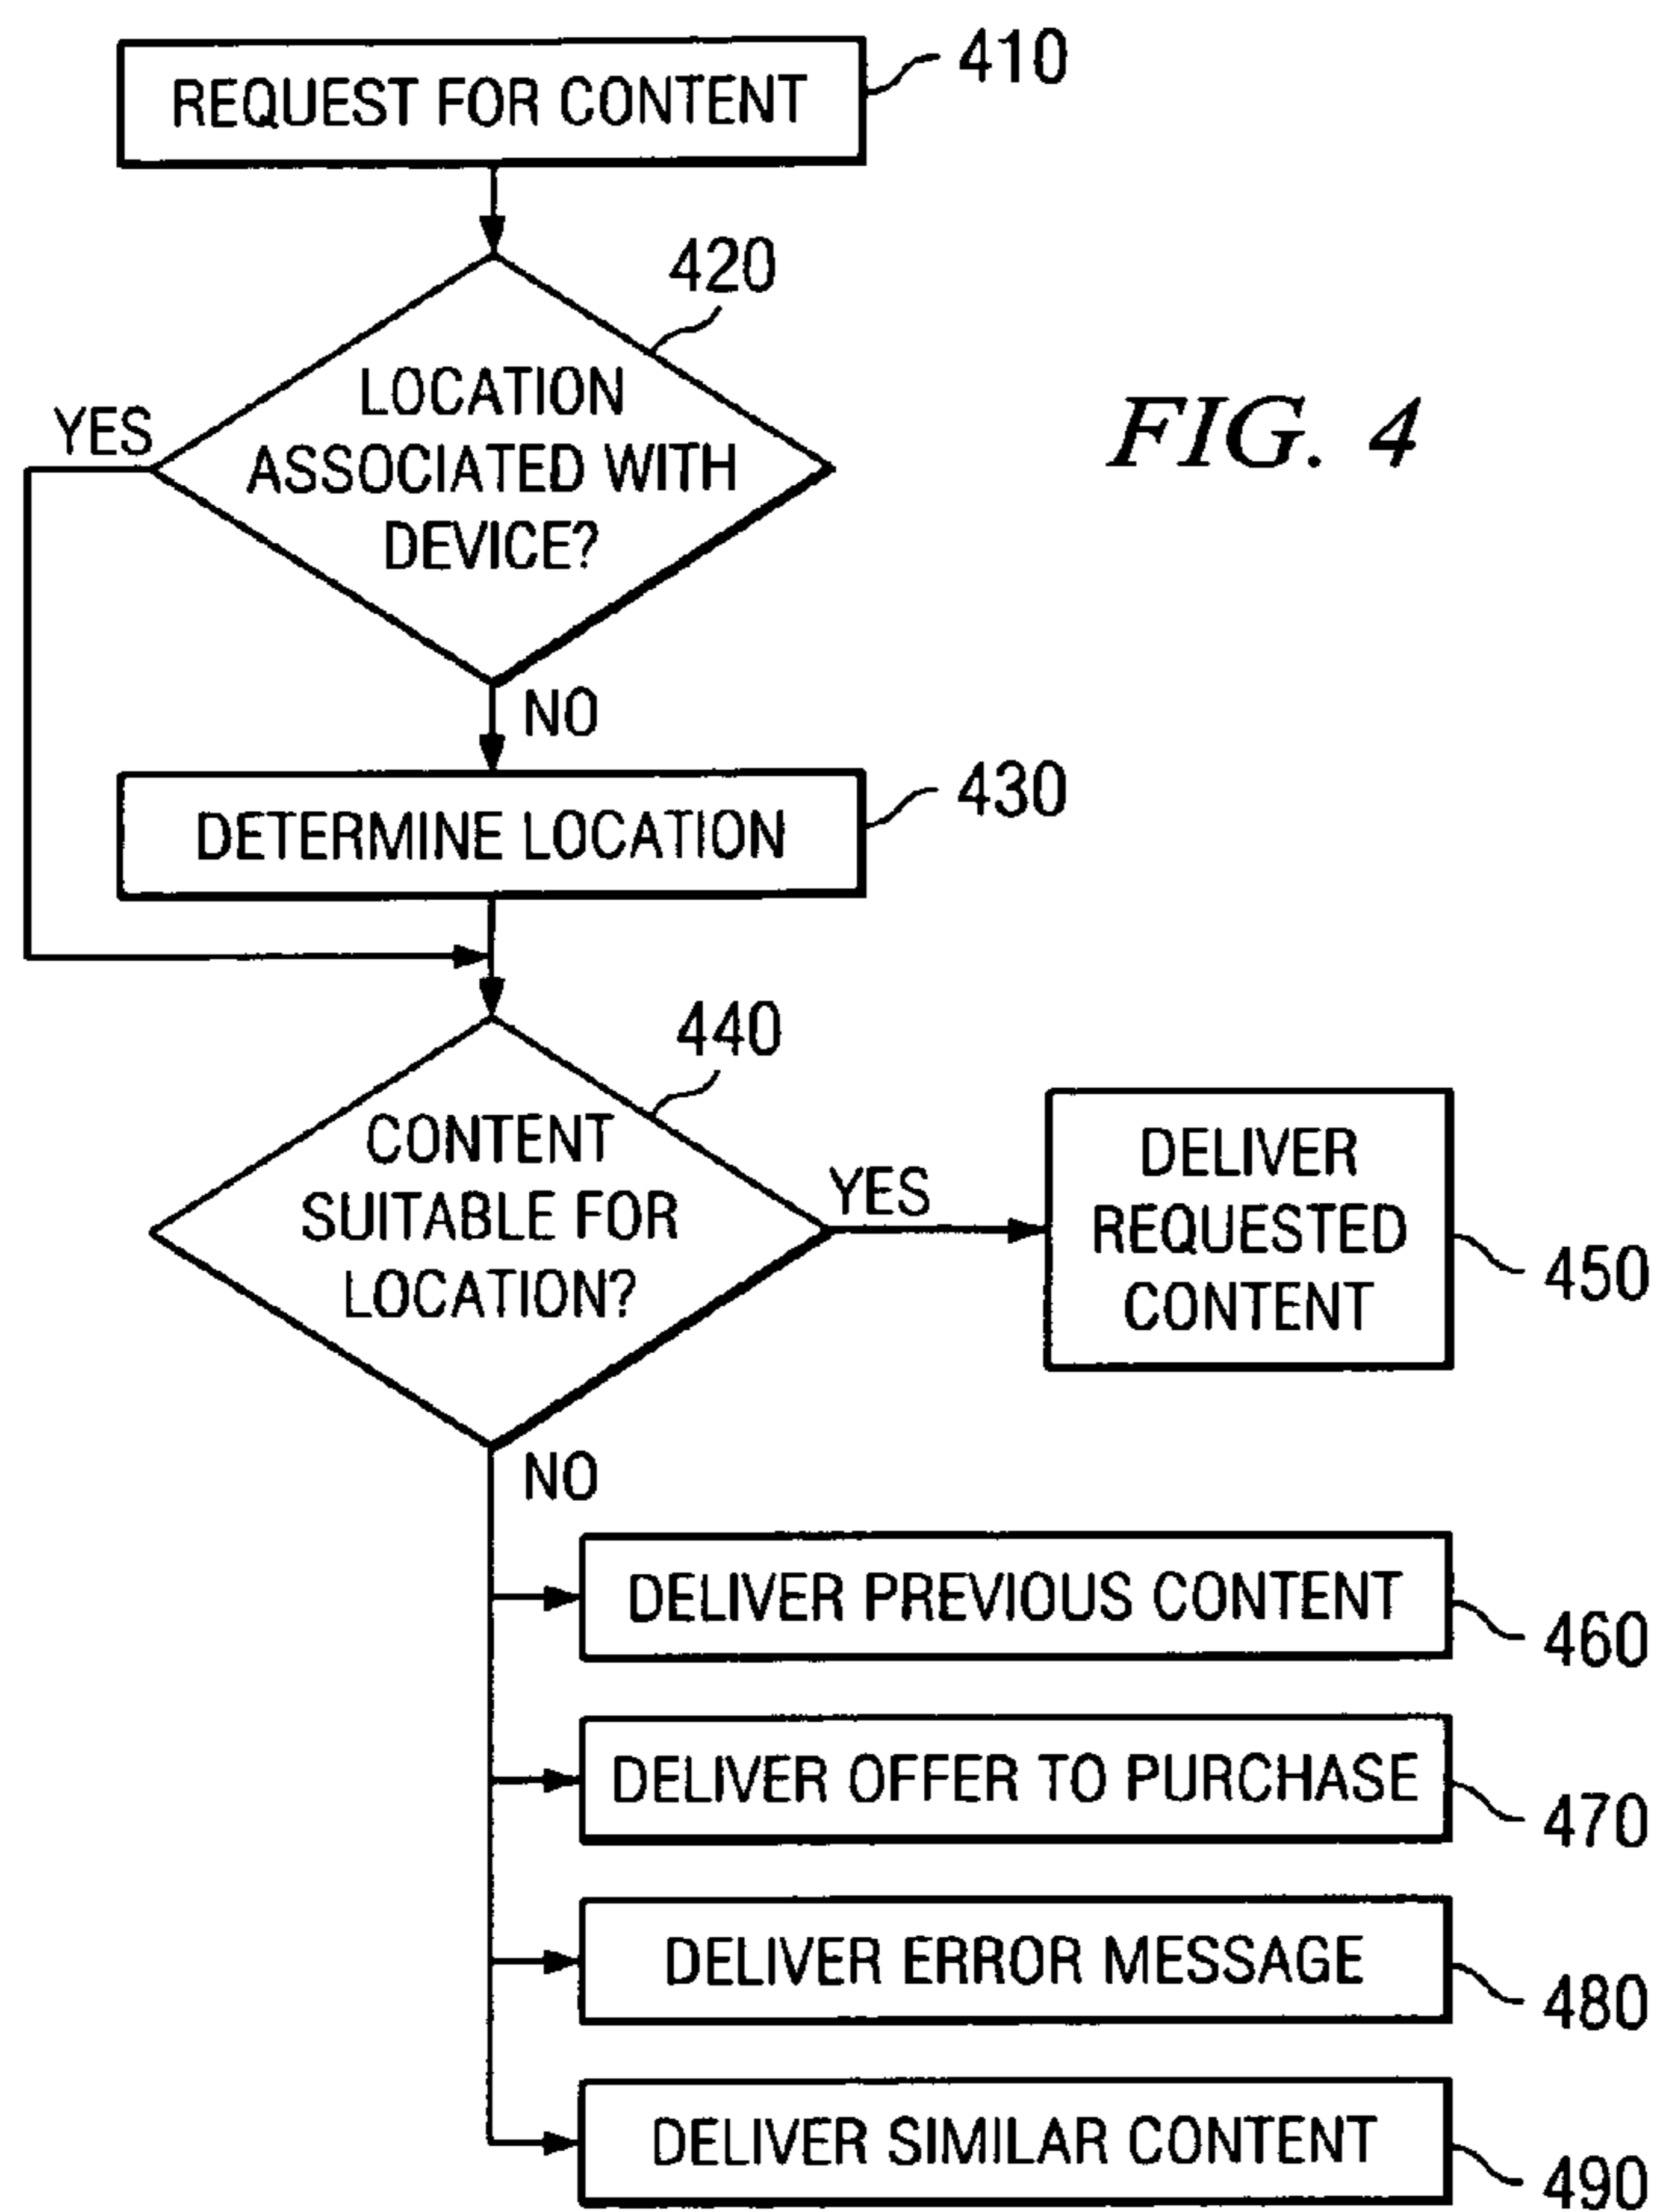 REQUEST FOR CONTENT
410
420
LOCATION
ASSOCIATED WITH
DEVICE?
YES
FIG. 4
NO
DETERMINE LOCATION
430
440
CONTENT
SUITABLE FOR
LOCATION?
YES
DELIVER
REQUESTED
CONTENT
450
NO
DELIVER PREVIOUS CONTENT
460
DELIVER OFFER TO PURCHASE
470
DELIVER ERROR MESSAGE
480
DELIVER SIMILAR CONTENT
490